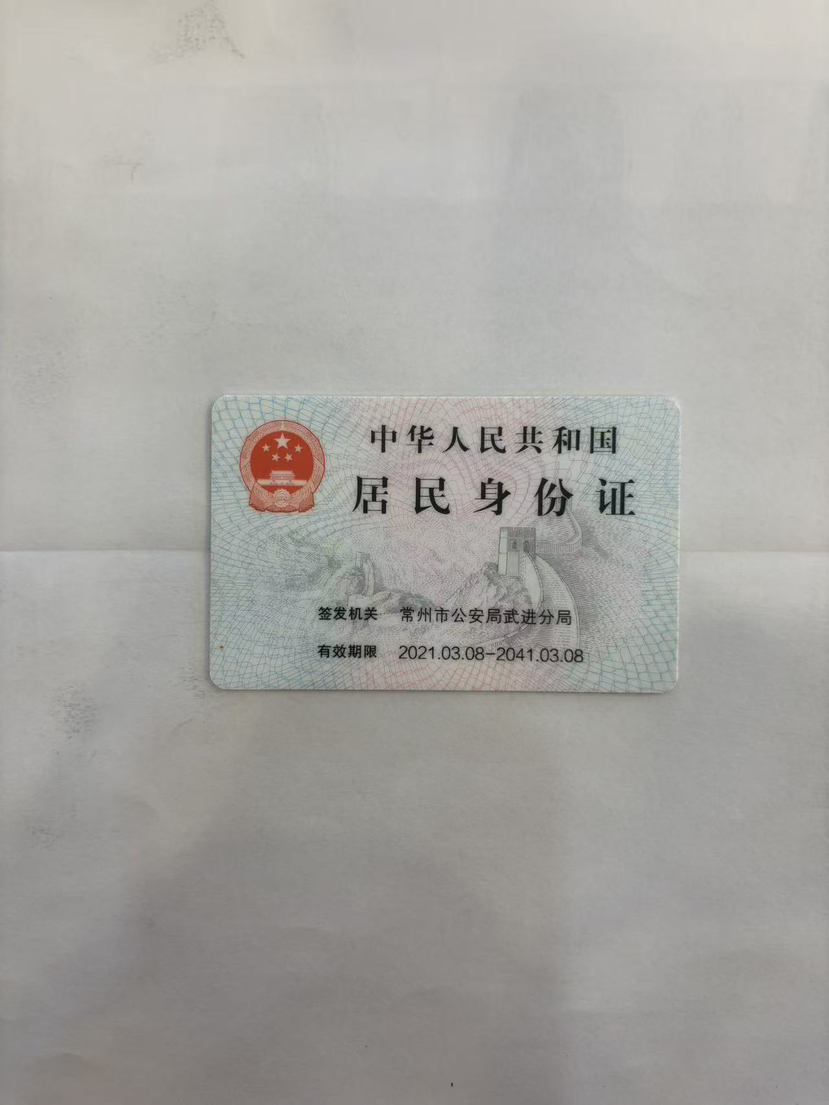 中华人民共和国
居民身份证
签发机关 常州市公安局武进分局
有效期限 2021.03.08-2041.03.08